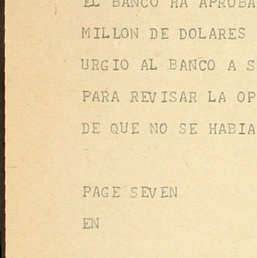 EL BANCO HA APROBA
MILLON DE DOLARES
URGIO AL BANCO A S
PARA REVISAR LA OP
DE QUE NO SE HABIA
PAGE SEVEN
EN